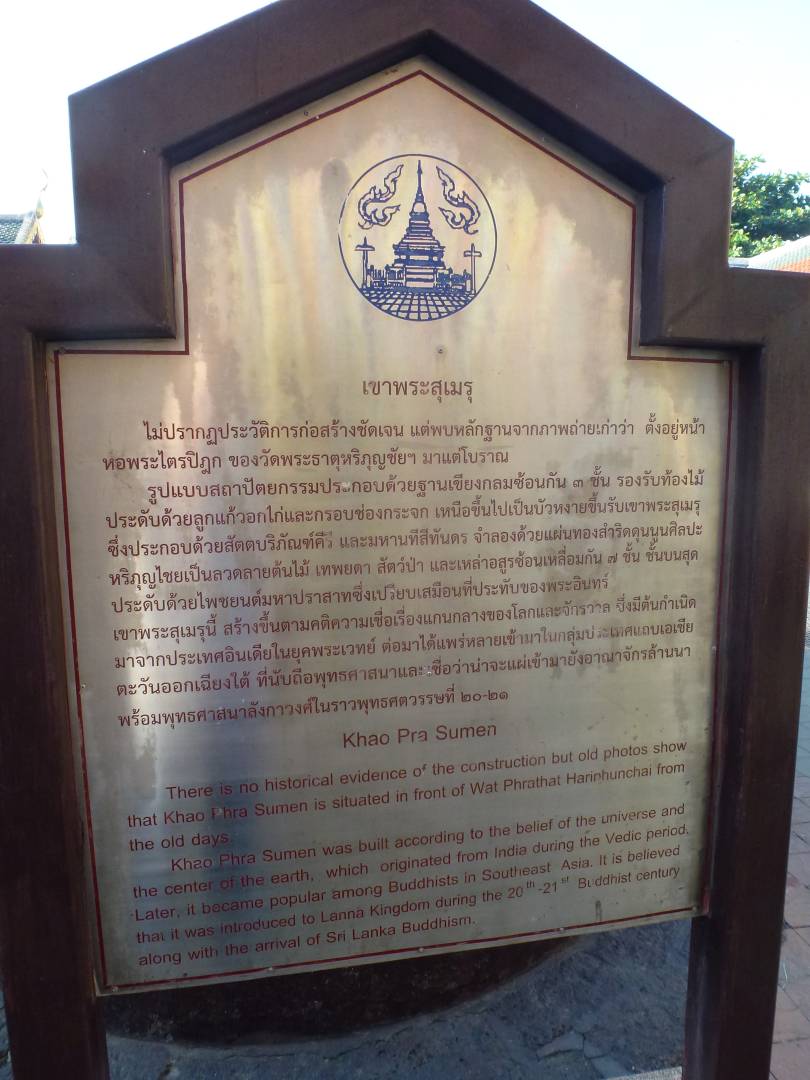 เขาพระสุเมรุ
ไม่ปรากฏประวัติการก่อสร้างชัดเจน แต่พบหลักฐานจากภาพถ่ายเก่าว่า ตั้งอยู่หน้า
หอพระไตรปิฎก ของวัดพระธาตุหริภุญชัยฯ มาแต่โบราณ
รูปแบบสถาปัตยกรรมประกอบด้วยฐานเขียงกลมซ้อนกัน ๓ ชั้น รองรับท้องไม้
ประดับด้วยลูกแก้วอกไก่และกรอบช่องกระจก เหนือขึ้นไปเป็นบัวหงายขึ้นรับเขาพระสุเมรุ
ซึ่งประกอบด้วยสัตตบริภัณฑ์คีรี และมหานทีสีทันดร จำลองด้วยแผ่นทองสำริดดุนนูนศิลปะ
หริภุญไชยเป็นลวดลายต้นไม้ เทพยดา สัตว์ป่า และเหล่าอสูรซ้อนเหลื่อมกัน ๗ ชั้น ชั้นบนสุด
ประดับด้วยไพชยนต์มหาปราสาทซึ่งเปรียบเสมือนที่ประทับของพระอินทร์
เขาพระสุเมรุนี้ สร้างขึ้นตามคติความเชื่อเรื่องแกนกลางของโลกและจักรวาล ซึ่งมีต้นกำเนิด
มาจากประเทศอินเดียในยุคพระเวทย์ ต่อมาได้แพร่หลายเข้ามาในกลุ่มประเทศแถบเอเซีย
ตะวันออกเฉียงใต้ ที่นับถือพุทธศาสนาและเชื่อว่าน่าจะแผ่เข้ามายังอาณาจักรล้านนา
พร้อมพุทธศาสนาลังกาวงศ์ในราวพุทธศตวรรษที่ ๒๐-๒๑
Khao Pra Sumen
There is no historical evidence of the construction but old photos show
that Khao Phra Sumen is situated in front of Wat Phrathat Hariphunchai from
the old days.
Khao Phra Sumen was built according to the belief of the universe and
the center of the earth, which originated from India during the Vedic period.
Later, it became popular among Buddhists in Southeast Asia. It is believed
that it was introduced to Lanna Kingdom during the 20th -21st Buddhist century
along with the arrival of Sri Lanka Buddhism.